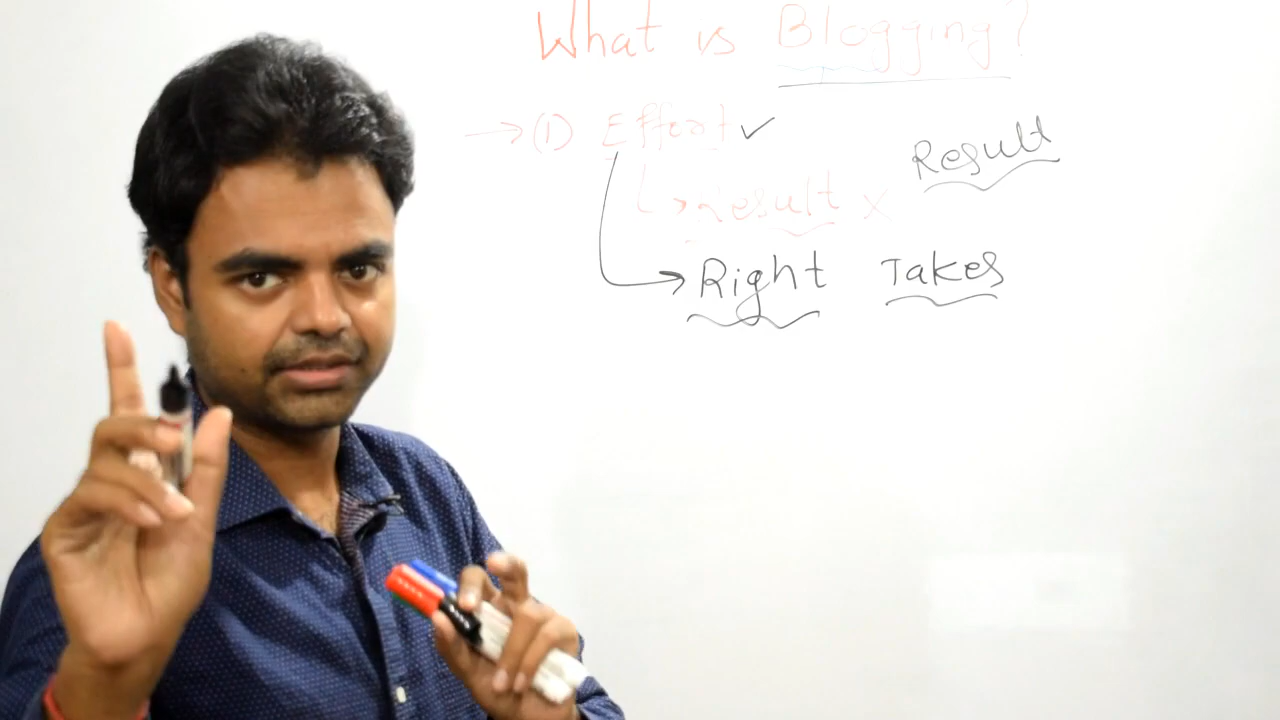 What is Blogging?
→ (1) Effort ✓
Result
→ Result ×
→ Right Takes